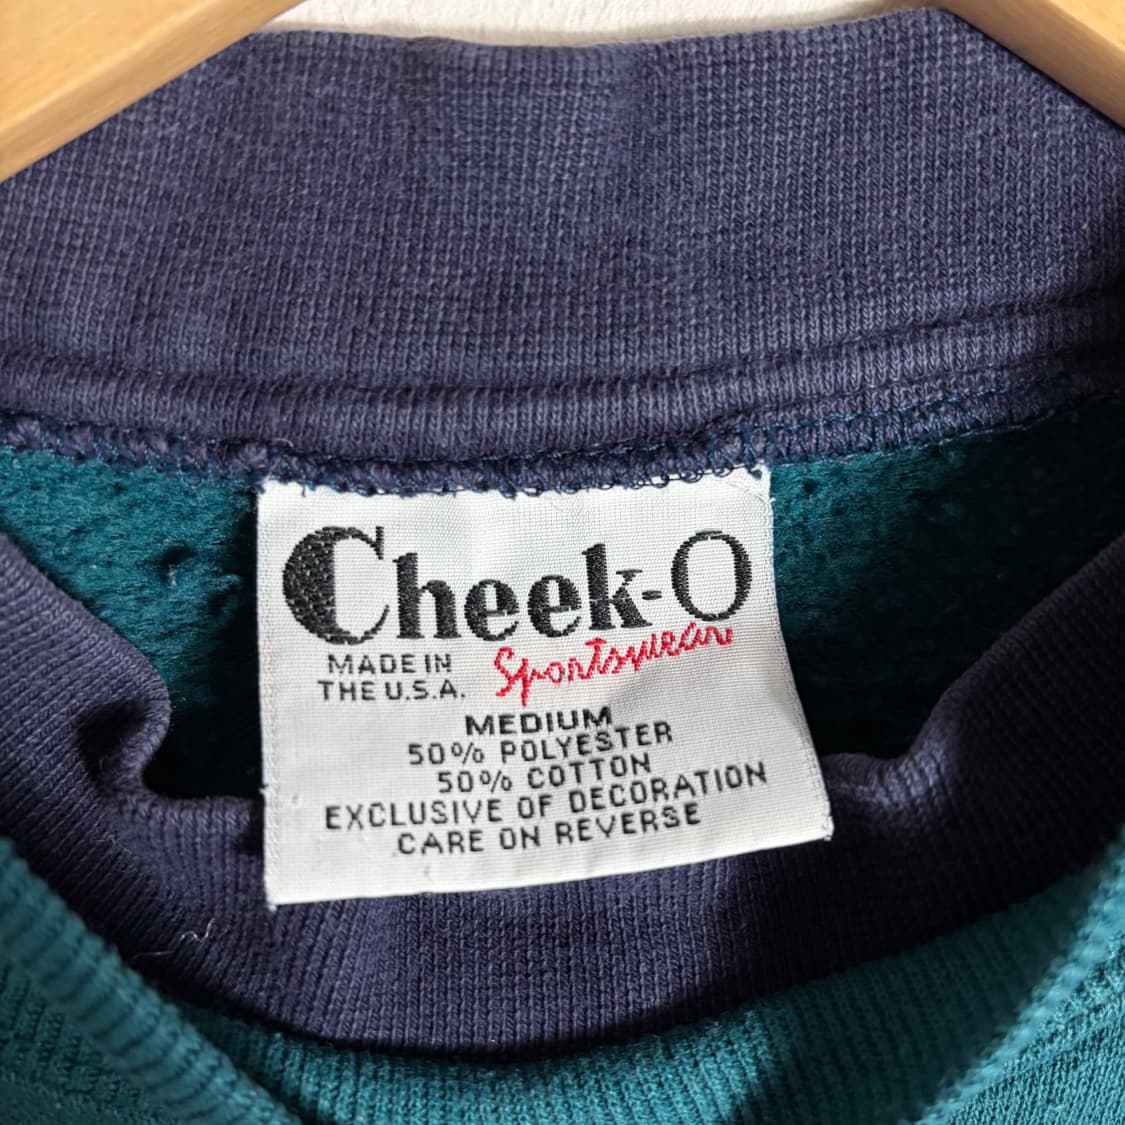 Cheek-O
Sportswear
MADE IN
THE U.S.A.
MEDIUM
50% POLYESTER
50% COTTON
EXCLUSIVE OF DECORATION
CARE ON REVERSE